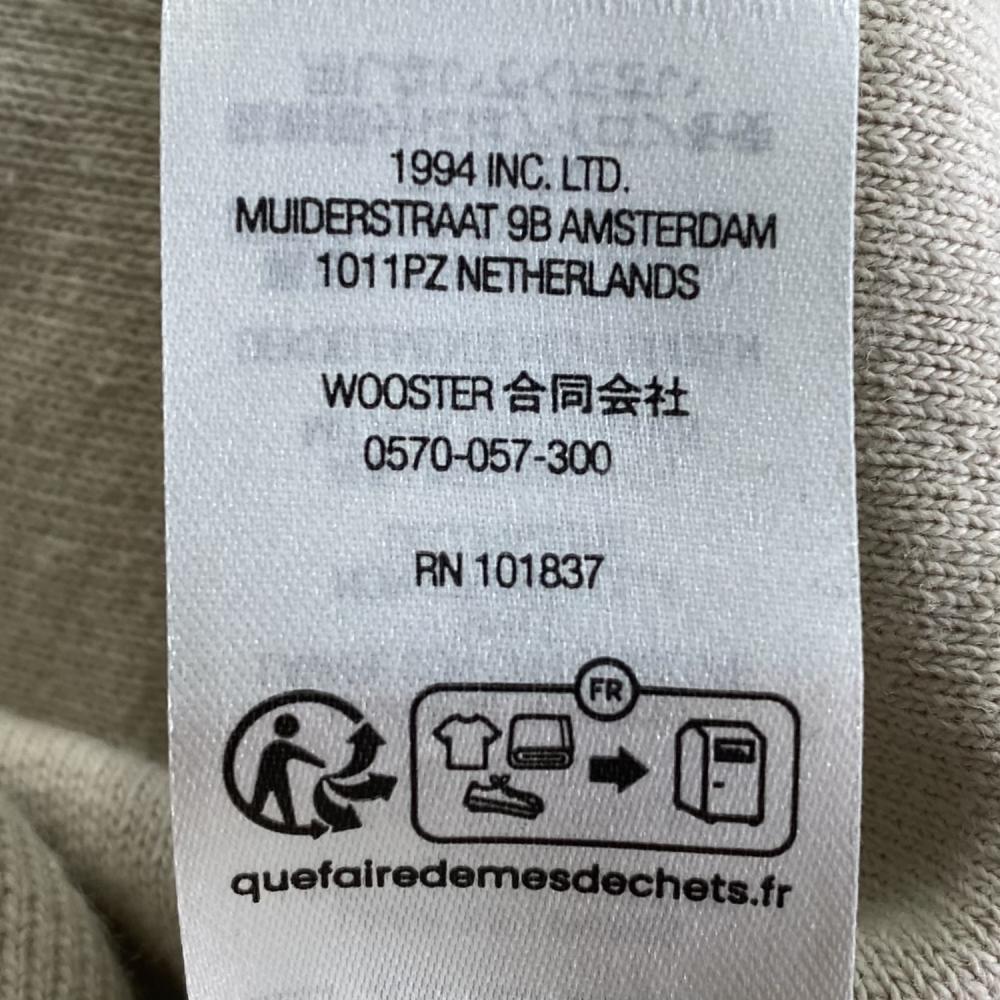 1994 INC. LTD.
MUIDERSTRAAT 9B AMSTERDAM
1011PZ NETHERLANDS
WOOSTER 合同会社
0570-057-300
RN 101837
FR
quefairedemesdechets.fr